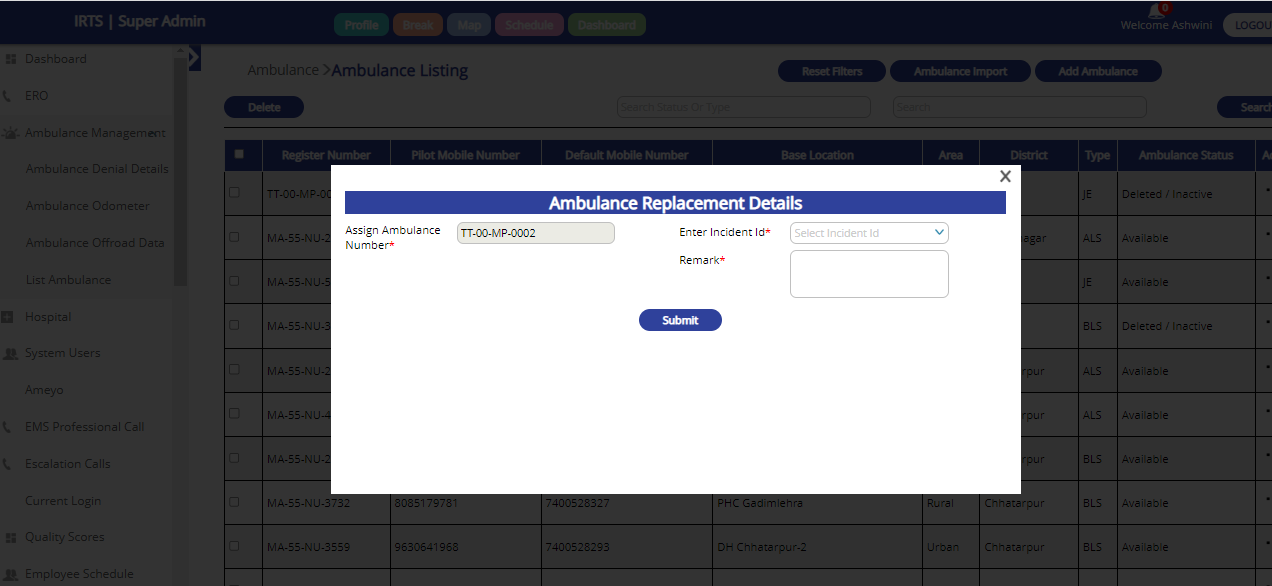 IRTS | Super Admin
Profile
Break
Map
Schedule
Dashboard
0
Welcome Ashwini
LOGOU
Dashboard
ERO
Ambulance Management
Ambulance Denial Details
Ambulance Odometer
Ambulance Offroad Data
List Ambulance
Hospital
System Users
Ameyo
EMS Professional Call
Escalation Calls
Current Login
Quality Scores
Employee Schedule
Ambulance >Ambulance Listing
Reset Filters
Ambulance Import
Add Ambulance
Delete
Search Status Or Type
Search
Search
Register Number Pilot Mobile Number Default Mobile Number Base Location Area District Type Ambulance Status A
TT-00-MP-00 JE Deleted / Inactive
MA-55-NU-2 nagar ALS Available
MA-55-NU-5 JE Available
MA-55-NU-3 BLS Deleted / Inactive
MA-55-NU-2 rpur ALS Available
MA-55-NU-4 rpur ALS Available
MA-55-NU-2 rpur BLS Available
MA-55-NU-3732 8085179781 7400528327 PHC Gadimlehra Rural Chhatarpur BLS Available
MA-55-NU-3559 9630641968 7400528293 DH Chhatarpur-2 Urban Chhatarpur BLS Available
X
Ambulance Replacement Details
Assign Ambulance
Number*
TT-00-MP-0002
Enter Incident Id*
Select Incident Id
Remark*
Submit